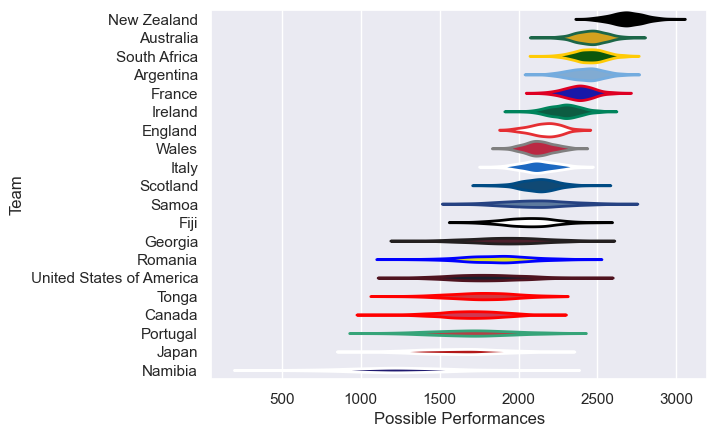 New Zealand
Australia
South Africa
Argentina
France
Ireland
England
Wales
Italy
Scotland
Samoa
Fiji
Georgia
Romania
United States of America
Tonga
Canada
Portugal
Japan
Namibia
Team
500 1000 1500 2000 2500 3000
Possible Performances